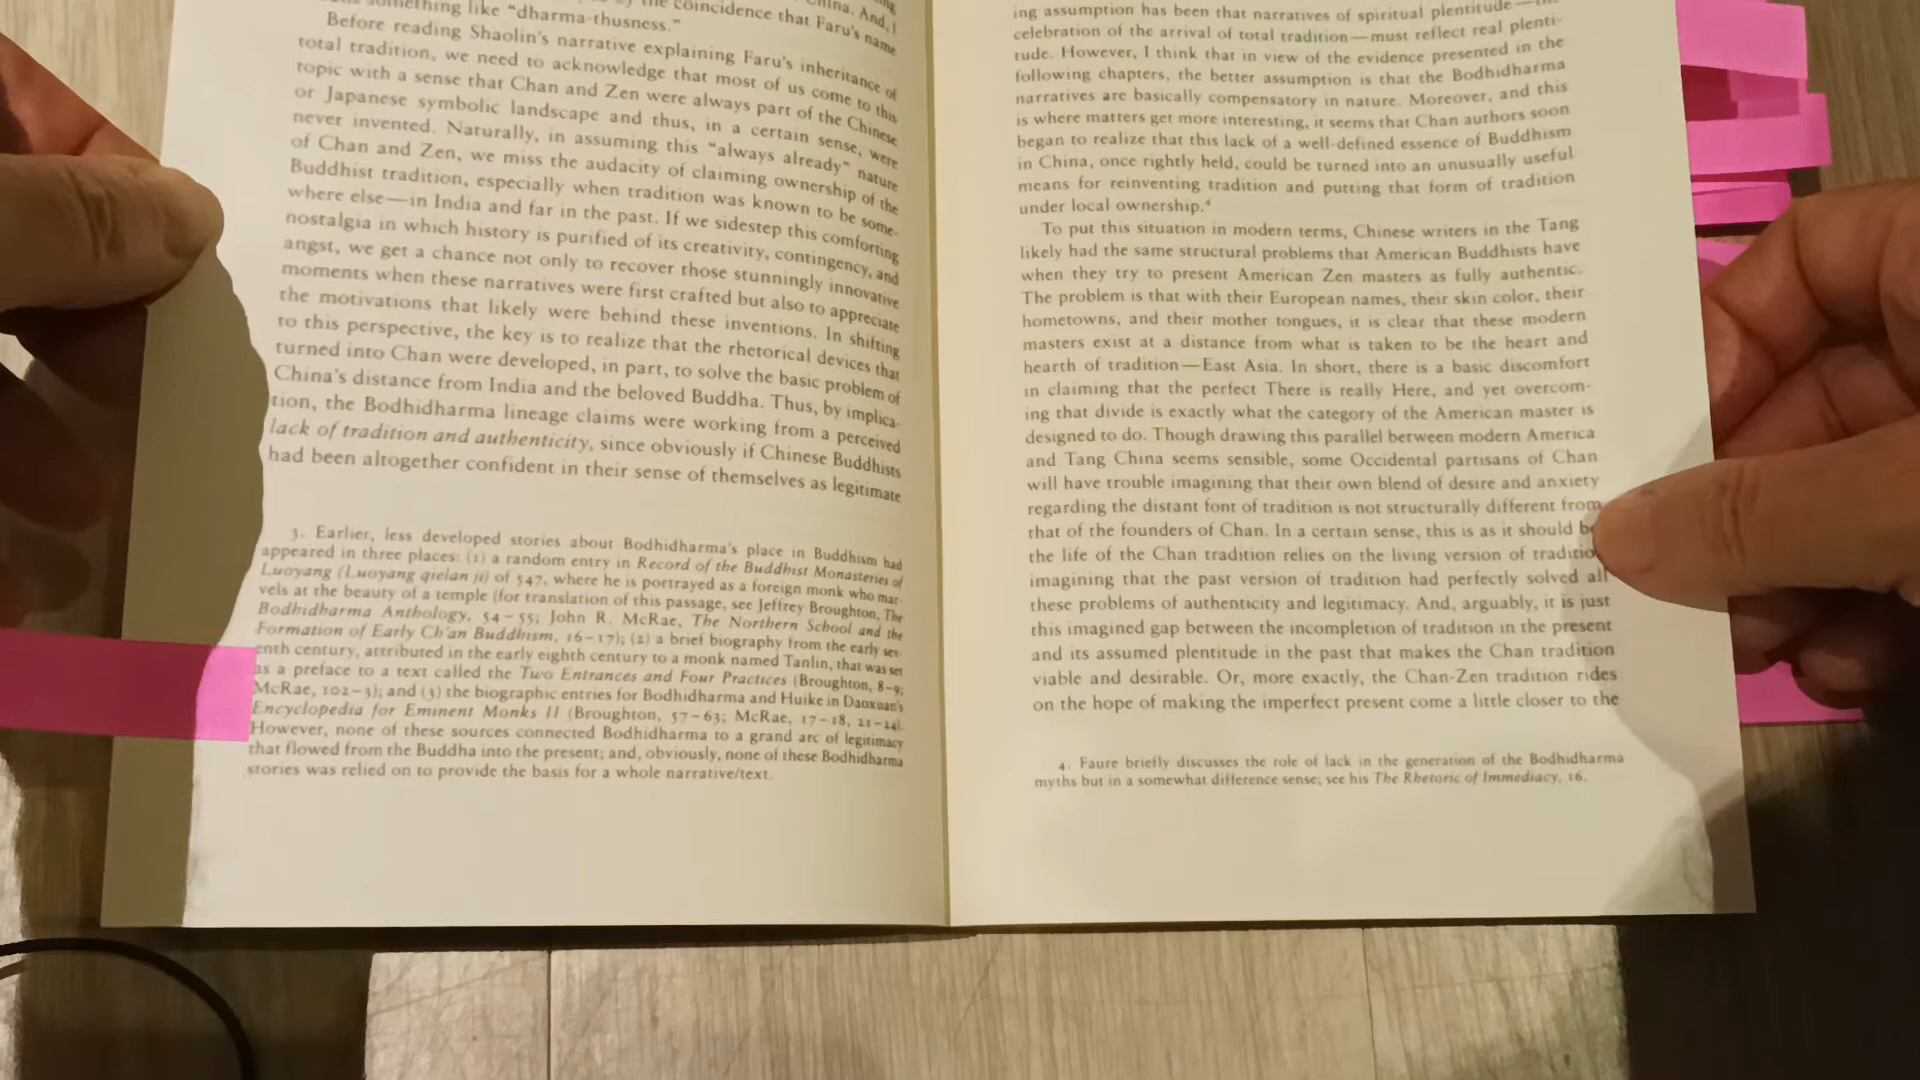 something like “dharma-thusness.”
the coincidence that Faru's name
China. And, I
Before reading Shaolin's narrative explaining Faru's inheritance of
total tradition, we need to acknowledge that most of us come to this
topic with a sense that Chan and Zen were always part of the Chinese
or Japanese symbolic landscape and thus, in a certain sense, were
never invented. Naturally, in assuming this “always already” nature
of Chan and Zen, we miss the audacity of claiming ownership of the
Buddhist tradition, especially when tradition was known to be some-
where else—in India and far in the past. If we sidestep this comforting
nostalgia in which history is purified of its creativity, contingency, and
angst, we get a chance not only to recover those stunningly innovative
moments when these narratives were first crafted but also to appreciate
the motivations that likely were behind these inventions. In shifting
to this perspective, the key is to realize that the rhetorical devices that
turned into Chan were developed, in part, to solve the basic problem of
China's distance from India and the beloved Buddha. Thus, by implica-
tion, the Bodhidharma lineage claims were working from a perceived
lack of tradition and authenticity, since obviously if Chinese Buddhists
had been altogether confident in their sense of themselves as legitimate
3. Earlier, less developed stories about Bodhidharma's place in Buddhism had
appeared in three places: (1) a random entry in Record of the Buddhist Monasteries of
Luoyang (Luoyang qielan ji) of 547, where he is portrayed as a foreign monk who mar-
vels at the beauty of a temple (for translation of this passage, see Jeffrey Broughton, The
Bodhidharma Anthology, 54–55; John R. McRae, The Northern School and the
Formation of Early Ch'an Buddhism, 16–17); (2) a brief biography from the early sev-
enth century, attributed in the early eighth century to a monk named Tanlin, that was set
as a preface to a text called the Two Entrances and Four Practices (Broughton, 8–9;
McRae, 102–3); and (3) the biographic entries for Bodhidharma and Huike in Daoxuan's
Encyclopedia for Eminent Monks II (Broughton, 57–63; McRae, 17–18, 21–24).
However, none of these sources connected Bodhidharma to a grand arc of legitimacy
that flowed from the Buddha into the present; and, obviously, none of these Bodhidharma
stories was relied on to provide the basis for a whole narrative/text.
ing assumption has been that narratives of spiritual plentitude—the
celebration of the arrival of total tradition—must reflect real plenti-
tude. However, I think that in view of the evidence presented in the
following chapters, the better assumption is that the Bodhidharma
narratives are basically compensatory in nature. Moreover, and this
is where matters get more interesting, it seems that Chan authors soon
began to realize that this lack of a well-defined essence of Buddhism
in China, once rightly held, could be turned into an unusually useful
means for reinventing tradition and putting that form of tradition
under local ownership.⁴
To put this situation in modern terms, Chinese writers in the Tang
likely had the same structural problems that American Buddhists have
when they try to present American Zen masters as fully authentic.
The problem is that with their European names, their skin color, their
hometowns, and their mother tongues, it is clear that these modern
masters exist at a distance from what is taken to be the heart and
hearth of tradition—East Asia. In short, there is a basic discomfort
in claiming that the perfect There is really Here, and yet overcom-
ing that divide is exactly what the category of the American master is
designed to do. Though drawing this parallel between modern America
and Tang China seems sensible, some Occidental partisans of Chan
will have trouble imagining that their own blend of desire and anxiety
regarding the distant font of tradition is not structurally different from
that of the founders of Chan. In a certain sense, this is as it should be
the life of the Chan tradition relies on the living version of tradition
imagining that the past version of tradition had perfectly solved all
these problems of authenticity and legitimacy. And, arguably, it is just
this imagined gap between the incompletion of tradition in the present
and its assumed plentitude in the past that makes the Chan tradition
viable and desirable. Or, more exactly, the Chan-Zen tradition rides
on the hope of making the imperfect present come a little closer to the
4. Faure briefly discusses the role of lack in the generation of the Bodhidharma
myths but in a somewhat difference sense; see his The Rhetoric of Immediacy, 16.